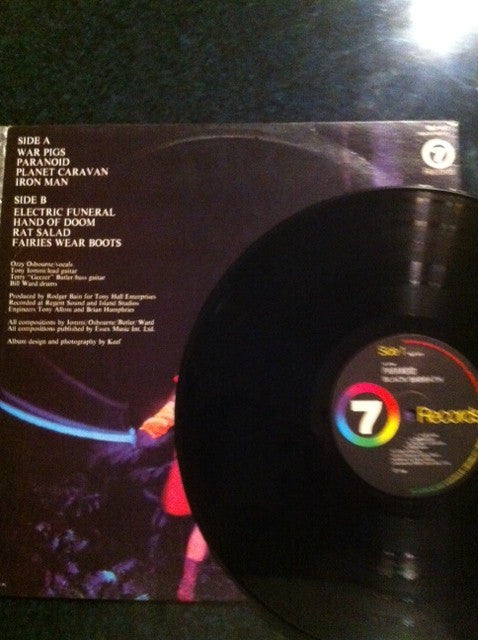 SIDE A
WAR PIGS
PARANOID
PLANET CARAVAN
IRON MAN
SIDE B
ELECTRIC FUNERAL
HAND OF DOOM
RAT SALAD
FAIRIES WEAR BOOTS
Ozzy Osbourne/vocals
Tony Iommi lead guitar
Terry "Geezer" Butler/bass guitar
Bill Ward drums
Produced by Rodger Bain for Tony Hall Enterprises
Recorded at Regent Sound and Island Studios
Engineers Tony Allom and Brian Humphries
All compositions by Iommi/Osbourne/Butler/Ward
All compositions published by Essex Music Int. Ltd.
Album design and photography by Keef
7
Side 1
PARANOID
BLACK SABBATH
7 Records